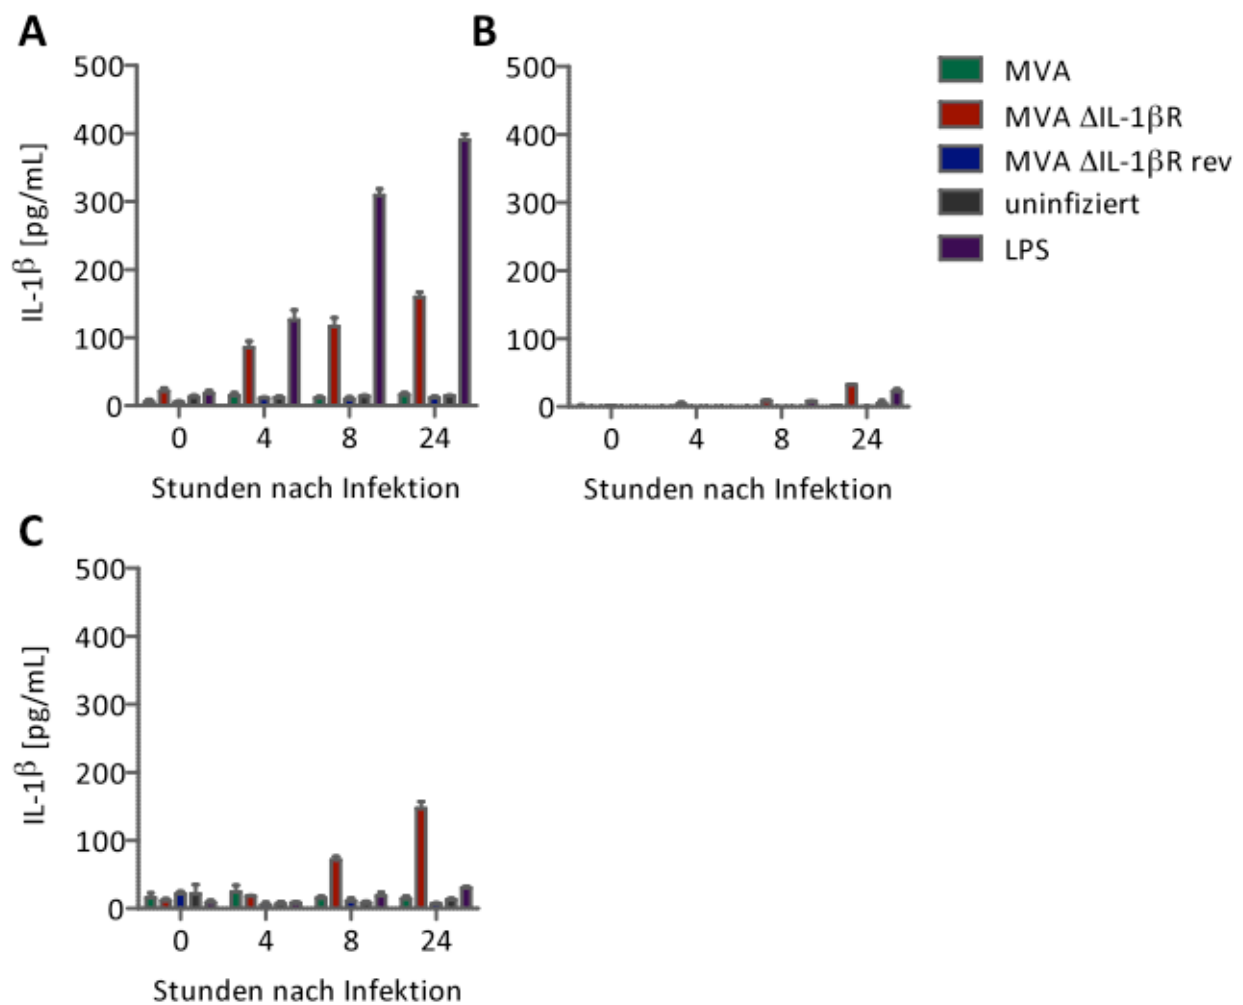 A
500
400
300
200
100
0
IL-1β [pg/mL]
0 4 8 24
Stunden nach Infektion
B
500
400
300
200
100
0
0 4 8 24
Stunden nach Infektion
MVA
MVA ΔIL-1βR
MVA ΔIL-1βR rev
uninfiziert
LPS
C
500
400
300
200
100
0
IL-1β [pg/mL]
0 4 8 24
Stunden nach Infektion